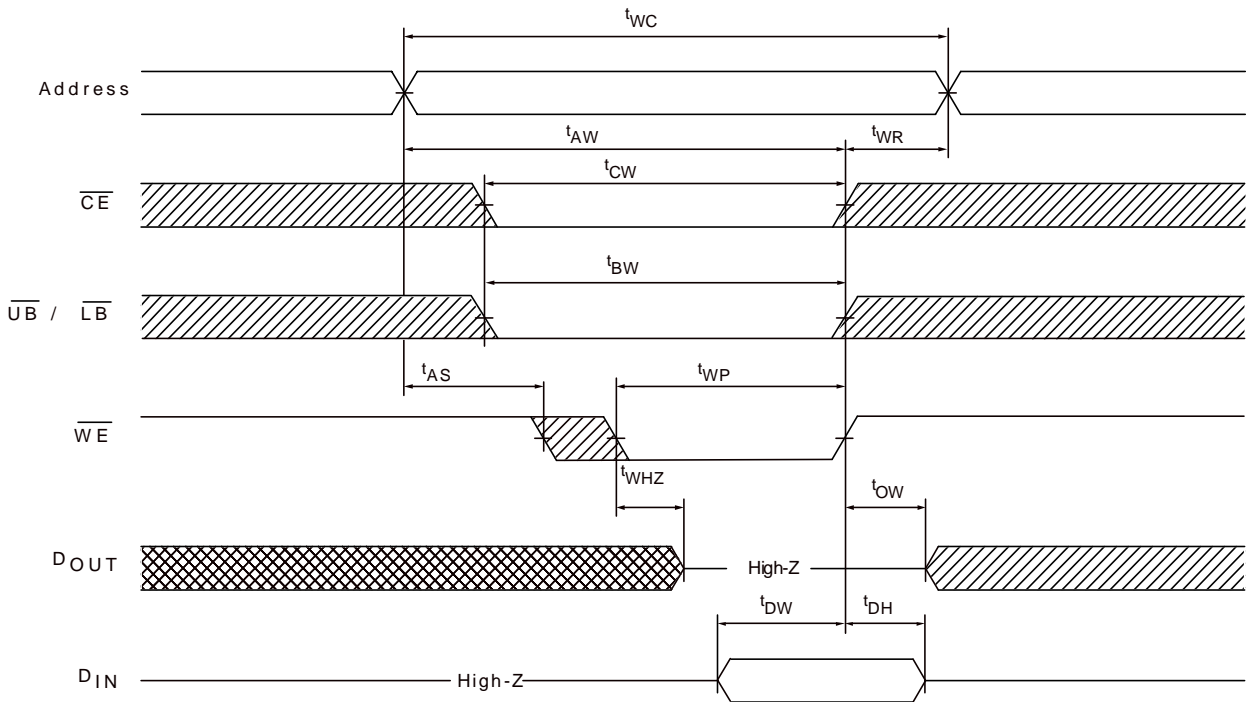 tWC
Address
tAW
tWR
tCW
CE
tBW
UB / LB
tAS
tWP
WE
tWHZ
tOW
DOUT
High-Z
tDW
tDH
DIN
High-Z